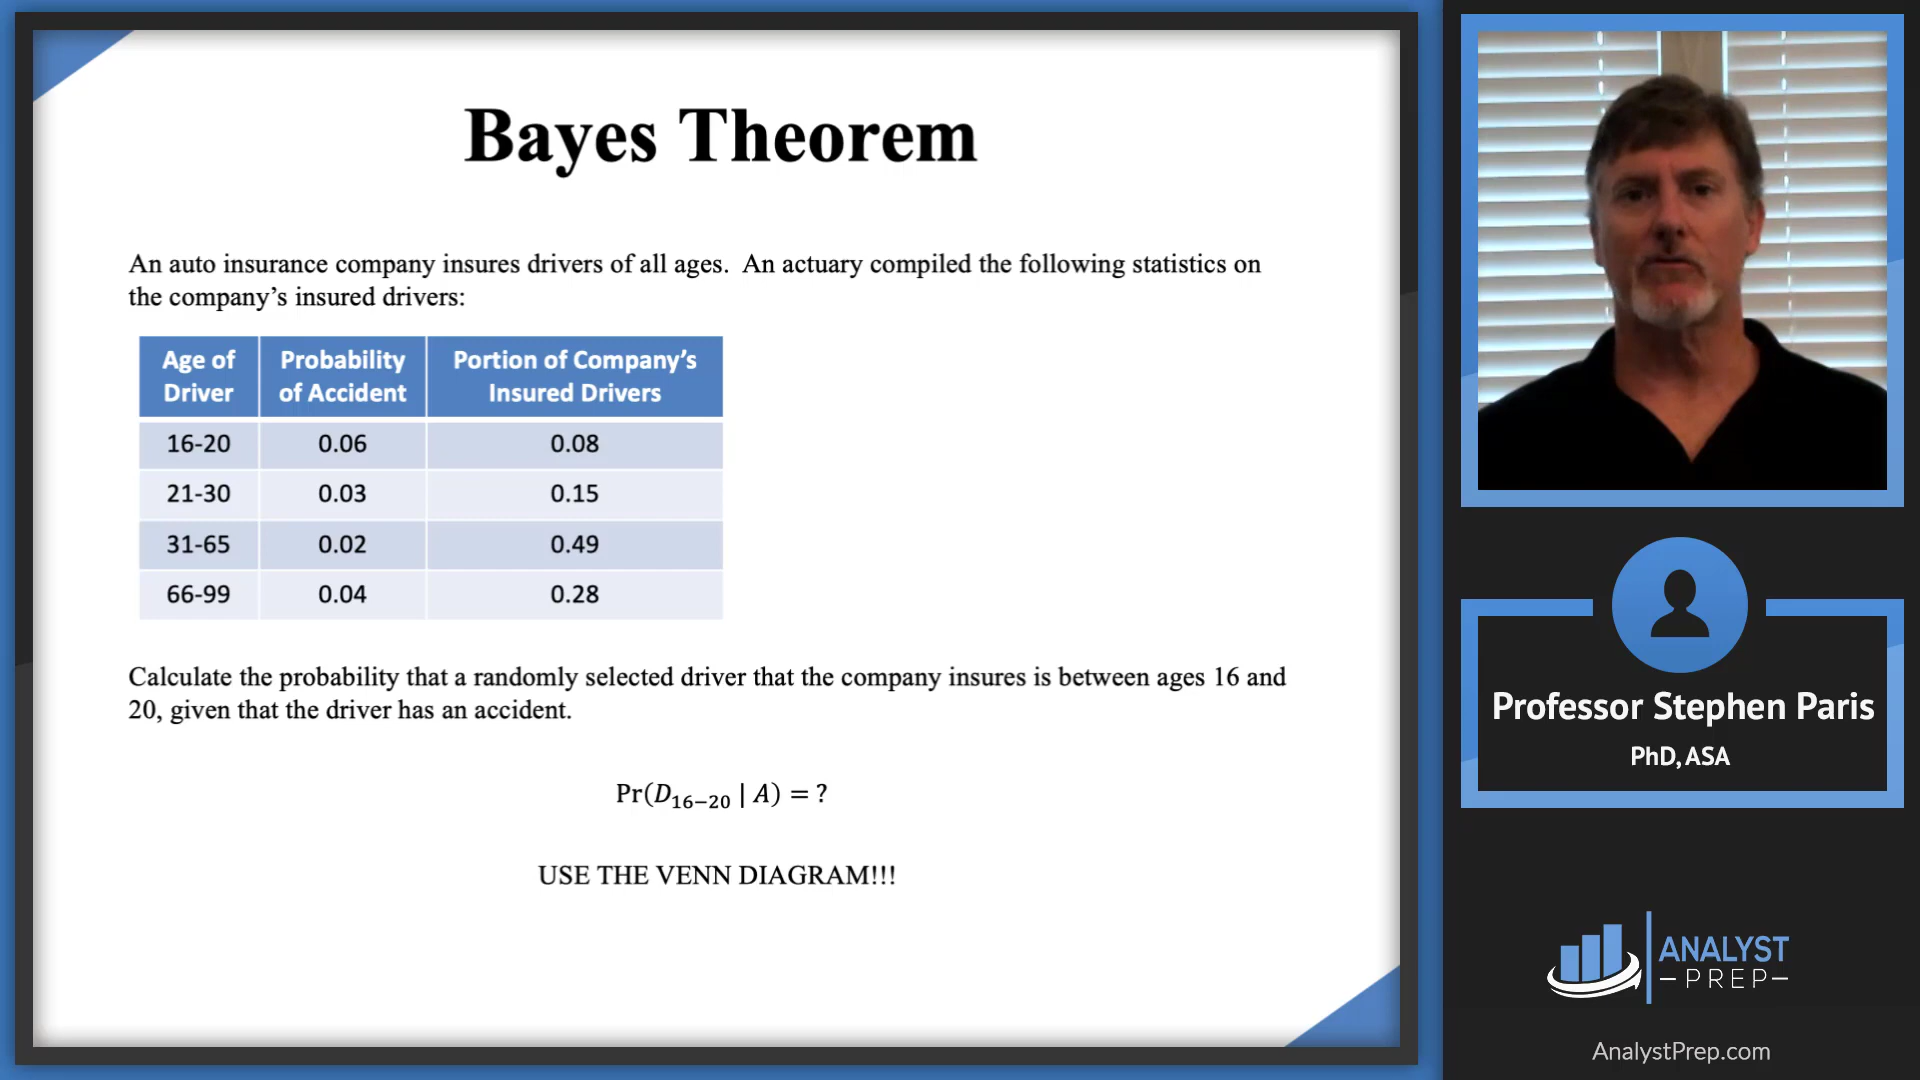 Bayes Theorem
An auto insurance company insures drivers of all ages. An actuary compiled the following statistics on
the company’s insured drivers:
Age of Driver Probability of Accident Portion of Company’s Insured Drivers
16-20 0.06 0.08
21-30 0.03 0.15
31-65 0.02 0.49
66-99 0.04 0.28
Calculate the probability that a randomly selected driver that the company insures is between ages 16 and
20, given that the driver has an accident.
Pr(D₁₆₋₂₀ | A) = ?
USE THE VENN DIAGRAM!!!
Professor Stephen Paris
PhD, ASA
ANALYST
PREP
AnalystPrep.com